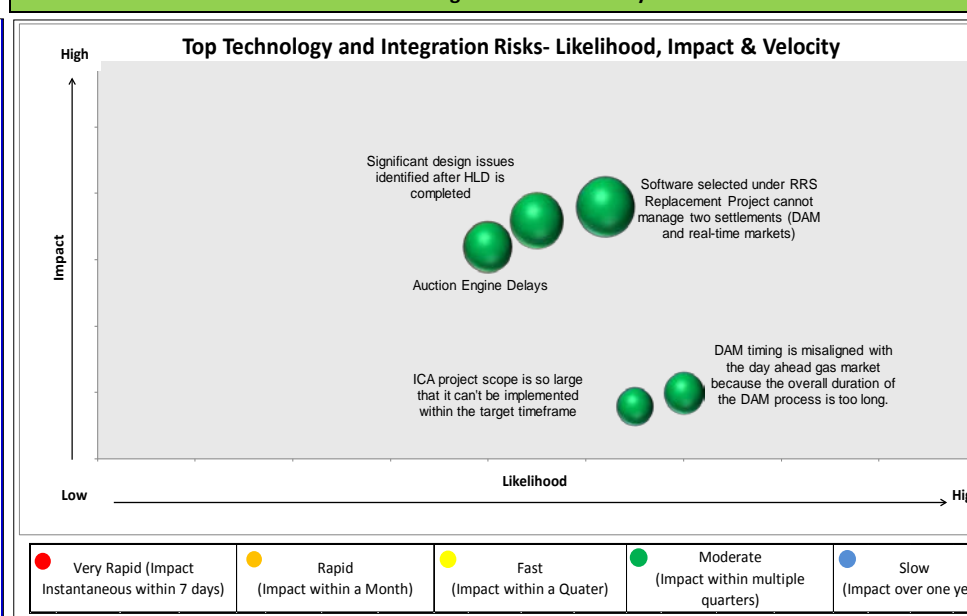 Top Technology and Integration Risks- Likelihood, Impact & Velocity
High
Significant design issues
identified after HLD is
completed
Software selected under RRS
Replacement Project cannot
manage two settlements (DAM
and real-time markets)
Impact
Auction Engine Delays
DAM timing is misaligned with
the day ahead gas market
because the overall duration of
the DAM process is too long.
ICA project scope is so large
that it can't be implemented
within the target timeframe
Likelihood
Low
Very Rapid (Impact
Instantaneous within 7 days)
Rapid
(Impact within a Month)
Fast
(Impact within a Quater)
Moderate
(Impact within multiple
quarters)
Slow
(Impact over one